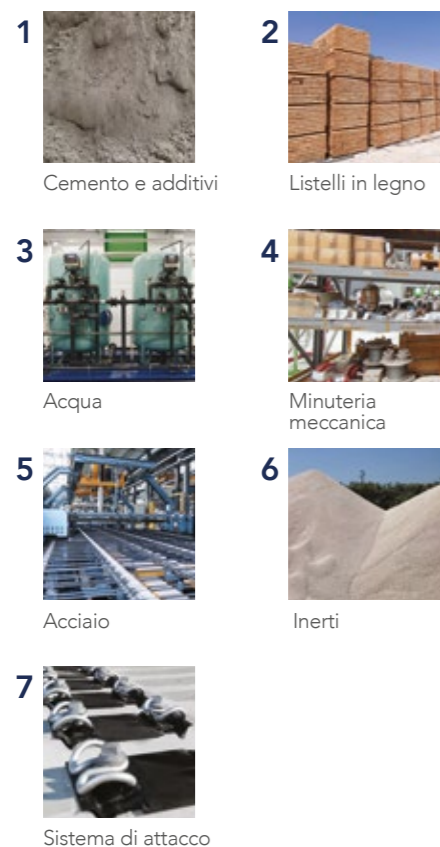 1
Cemento e additivi
2
Listelli in legno
3
Acqua
4
Minuteria
meccanica
5
Acciaio
6
Inerti
7
Sistema di attacco